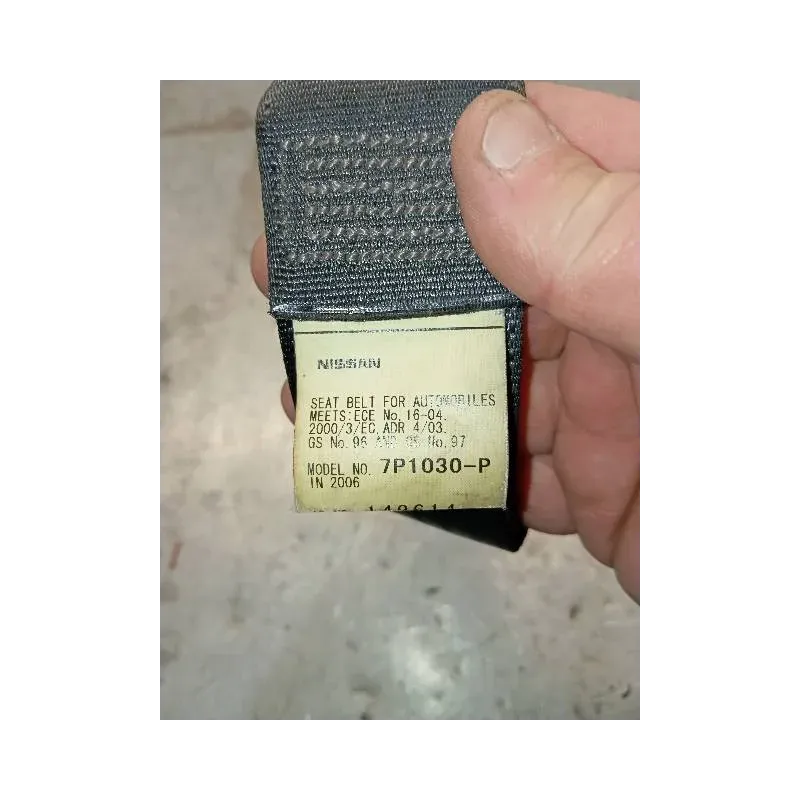 NISSAN
SEAT BELT FOR AUTOMOBILES
MEETS:ECE No.16-04.
2000/3/EC,ADR 4/03.
GS No.96 AND GS No.97
MODEL NO. 7P1030-P
IN 2006